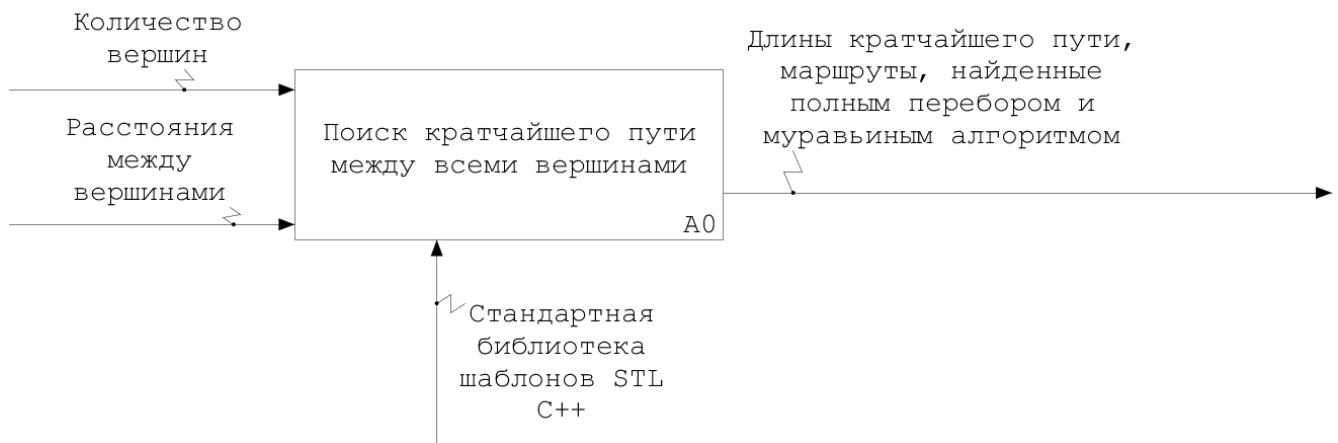 Количество
вершин
Расстояния
между
вершинами
Поиск кратчайшего пути
между всеми вершинами
A0
Длины кратчайшего пути,
маршруты, найденные
полным перебором и
муравьиным алгоритмом
Стандартная
библиотека
шаблонов STL
C++